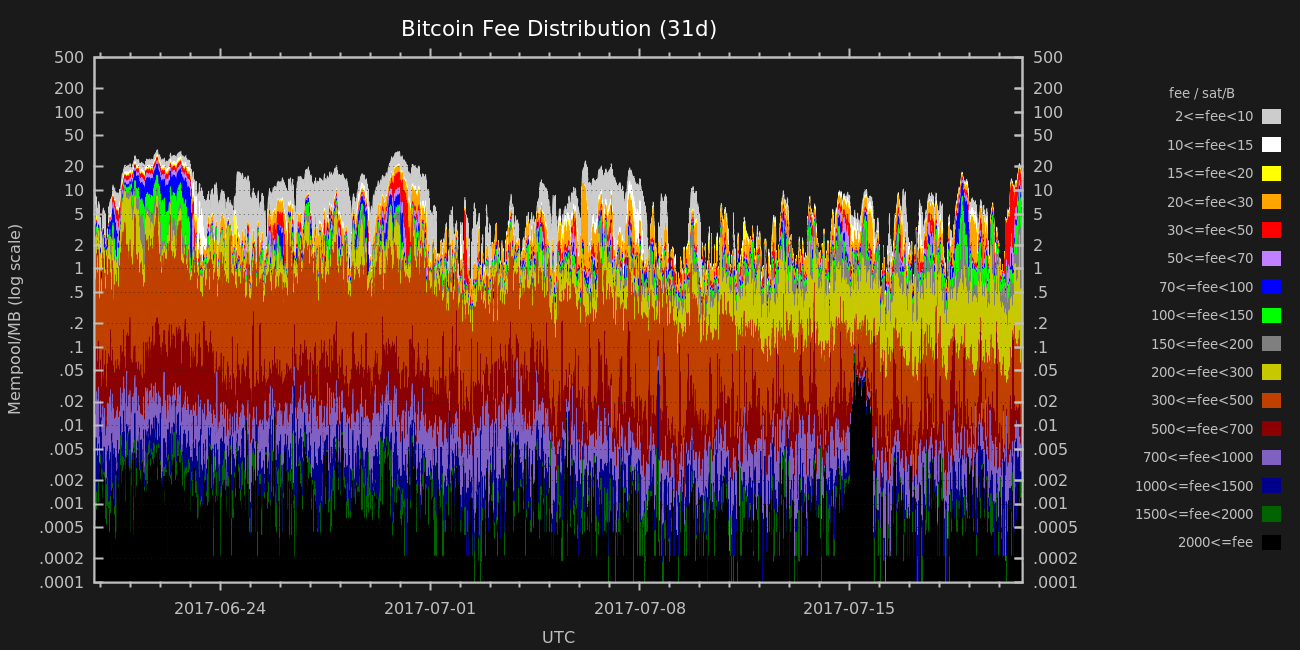 Bitcoin Fee Distribution (31d)
500
200
100
50
20
10
5
2
1
.5
.2
.1
.05
.02
.01
.005
.002
.001
.0005
.0002
.0001
Mempool/MB (log scale)
500
200
100
50
20
10
5
2
1
.5
.2
.1
.05
.02
.01
.005
.002
.001
.0005
.0002
.0001
fee / sat/B
2<=fee<10
10<=fee<15
15<=fee<20
20<=fee<30
30<=fee<50
50<=fee<70
70<=fee<100
100<=fee<150
150<=fee<200
200<=fee<300
300<=fee<500
500<=fee<700
700<=fee<1000
1000<=fee<1500
1500<=fee<2000
2000<=fee
2017-06-24 2017-07-01 2017-07-08 2017-07-15
UTC